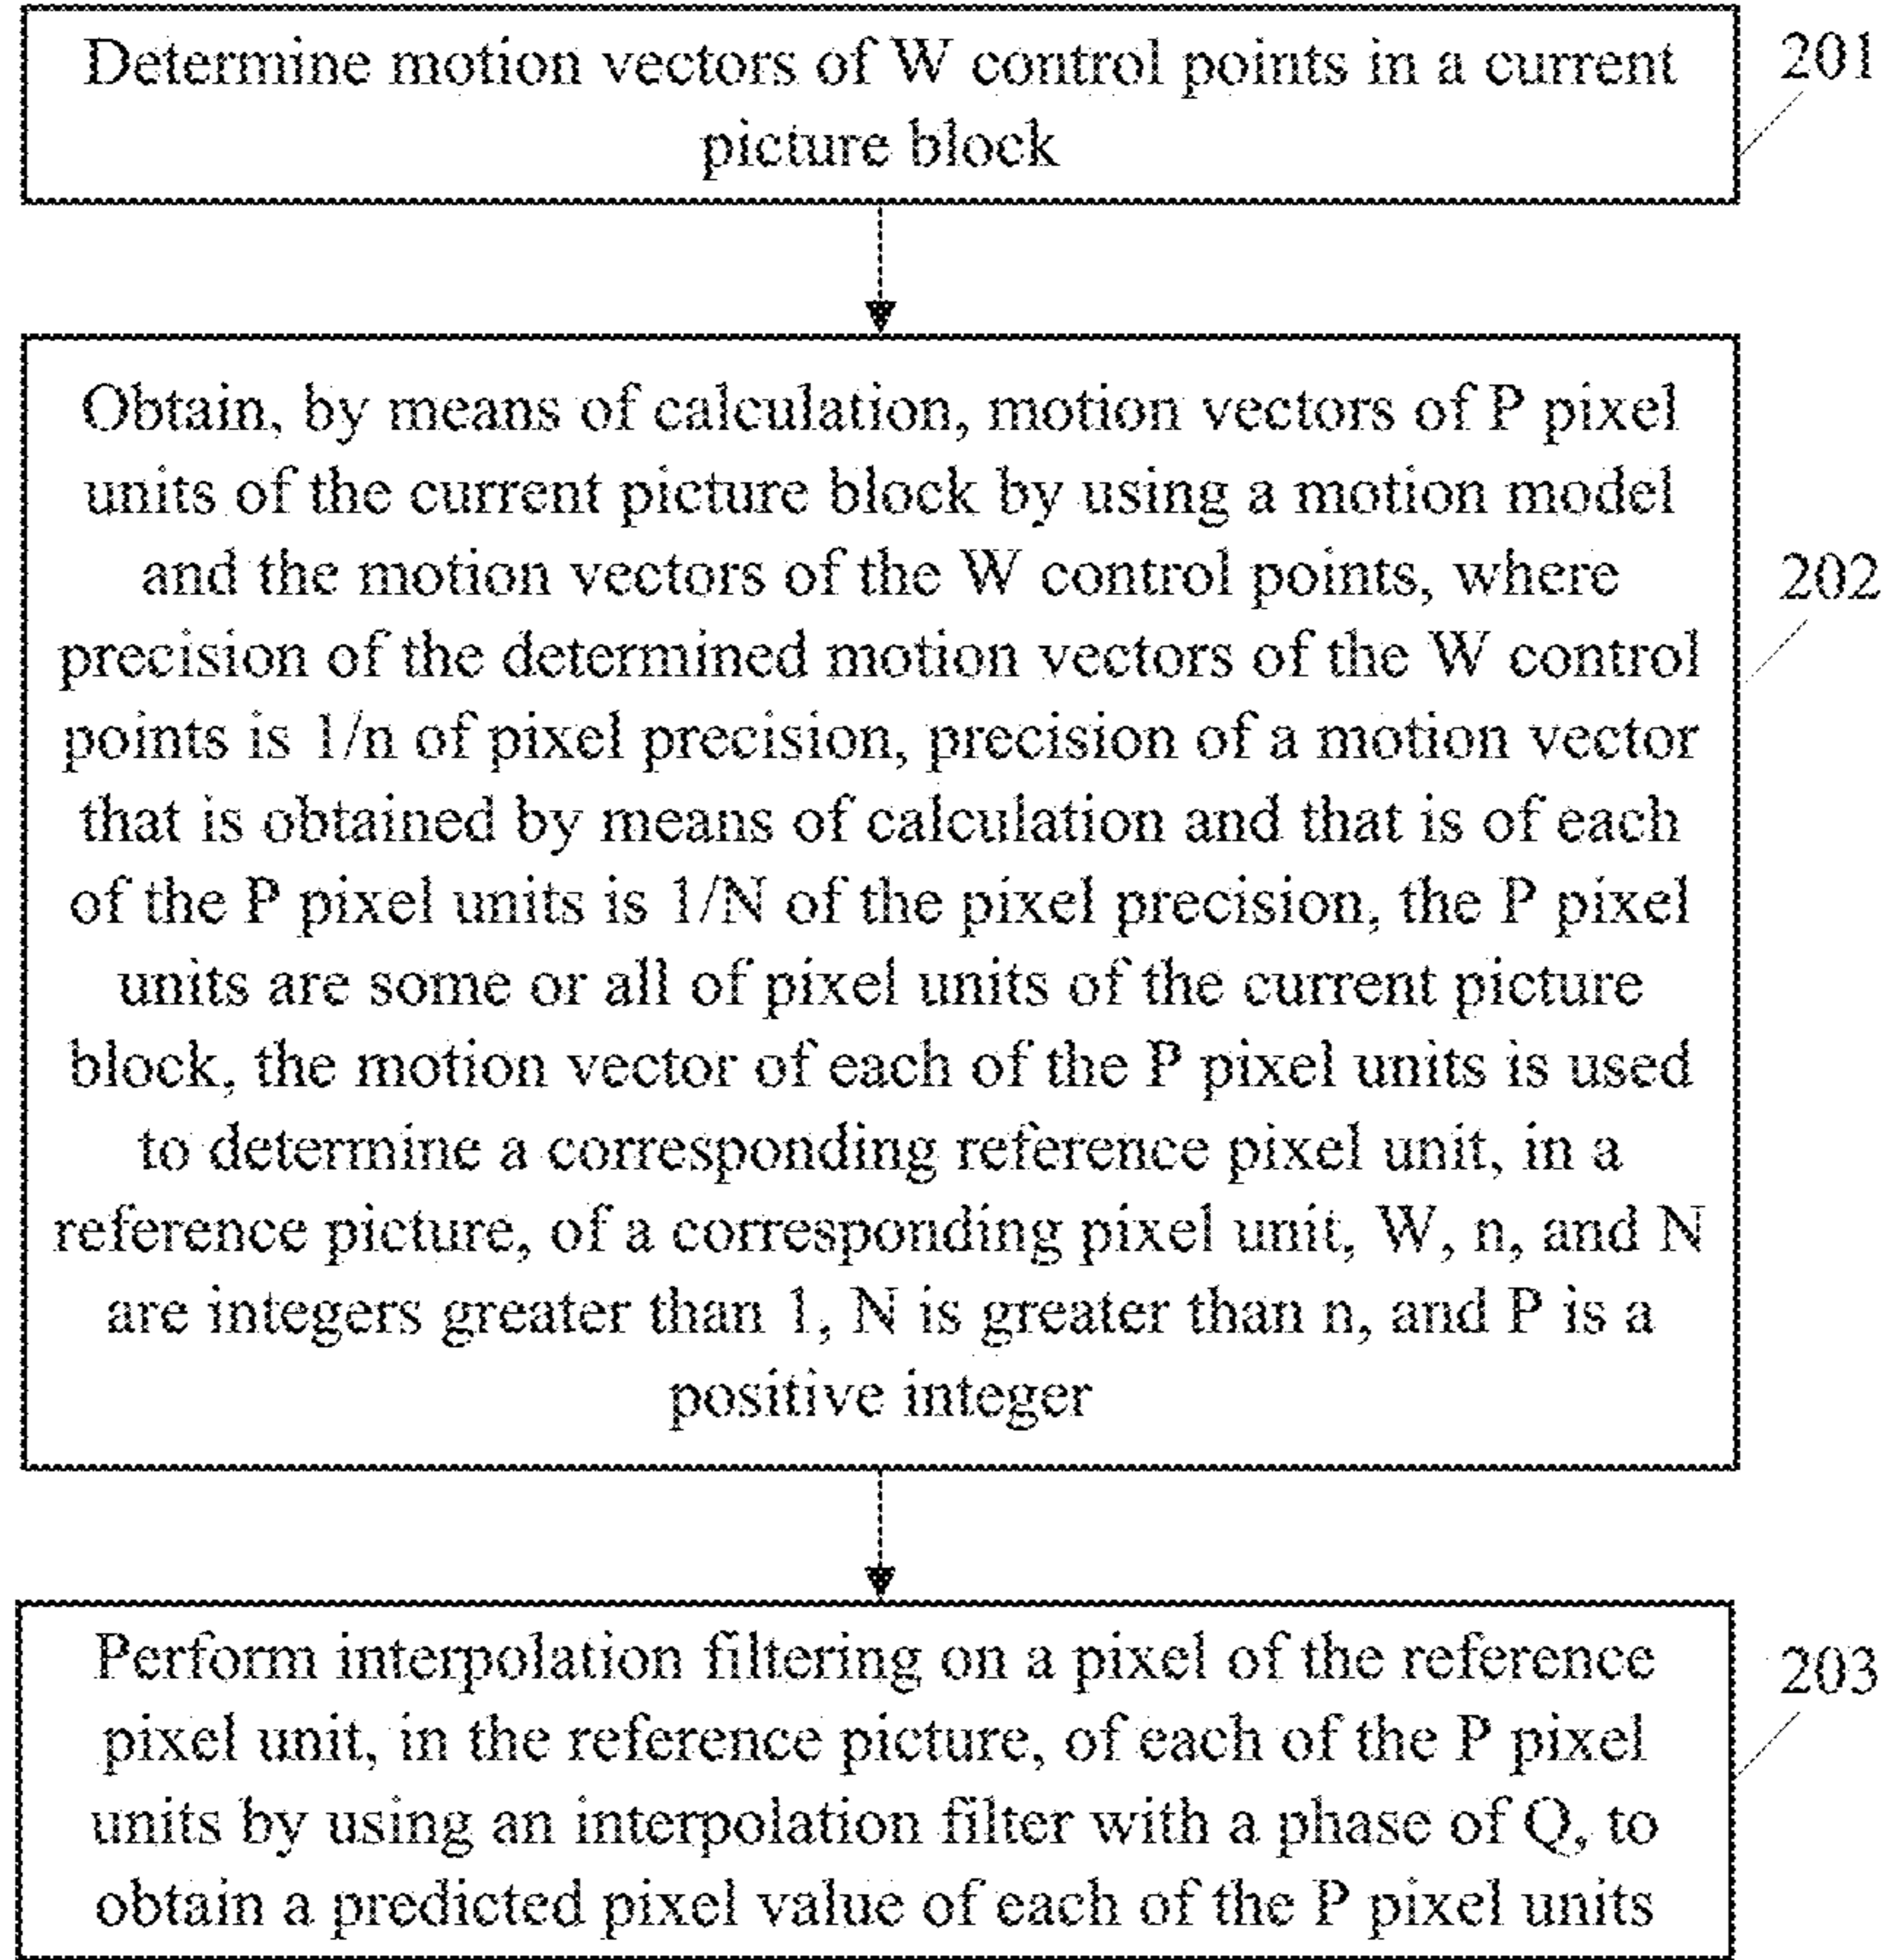 Determine motion vectors of W control points in a current
picture block
201
Obtain, by means of calculation, motion vectors of P pixel
units of the current picture block by using a motion model
and the motion vectors of the W control points, where
precision of the determined motion vectors of the W control
points is 1/n of pixel precision, precision of a motion vector
that is obtained by means of calculation and that is of each
of the P pixel units is 1/N of the pixel precision, the P pixel
units are some or all of pixel units of the current picture
block, the motion vector of each of the P pixel units is used
to determine a corresponding reference pixel unit, in a
reference picture, of a corresponding pixel unit, W, n, and N
are integers greater than 1, N is greater than n, and P is a
positive integer
202
Perform interpolation filtering on a pixel of the reference
pixel unit, in the reference picture, of each of the P pixel
units by using an interpolation filter with a phase of Q, to
obtain a predicted pixel value of each of the P pixel units
203